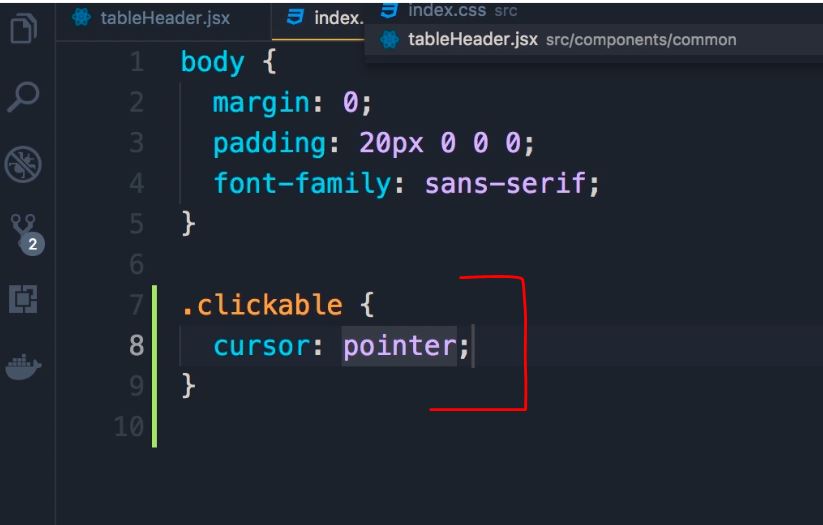 tableHeader.jsx
index.
index.css src
tableHeader.jsx src/components/common
1 body {
2 margin: 0;
3 padding: 20px 0 0 0;
4 font-family: sans-serif;
5 }
6
7 .clickable {
8 cursor: pointer;
9 }
10
2